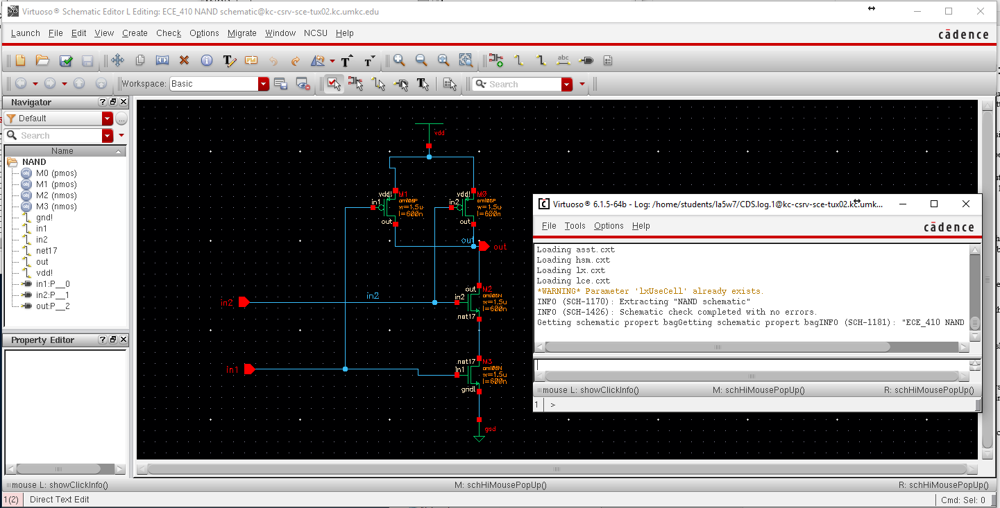 Virtuoso® Schematic Editor L Editing: ECE_410 NAND schematic@kc-csrv-sce-tux02.kc.umkc.edu
Launch File Edit View Create Check Options Migrate Window NCSU Help
cādence
Workspace: Basic
Search
Navigator
Default
Search
Name
NAND
M0 (pmos)
M1 (pmos)
M2 (nmos)
M3 (nmos)
gnd!
in1
in2
net17
out
vdd!
in1:P__0
in2:P__1
out:P__2
Property Editor
vdd
vdd! M1
in1 ami06P
w=1.5u
l=600n
out
vdd! M0
in2 ami06P
w=1.5u
l=600n
out
out
out
out M2
in2 ami06N
w=1.5u
l=600n
net17
in2
in2
net17 M3
in1 ami06N
w=1.5u
l=600n
gnd!
in1
gnd
Virtuoso® 6.1.5-64b - Log: /home/students/la5w7/CDS.log.1@kc-csrv-sce-tux02.kc.umk...
File Tools Options Help
cādence
Loading asst.cxt
Loading hsm.cxt
Loading lx.cxt
Loading lce.cxt
*WARNING* Parameter 'lxUseCell' already exists.
INFO (SCH-1170): Extracting "NAND schematic"
INFO (SCH-1426): Schematic check completed with no errors.
Getting schematic propert bagGetting schematic propert bagINFO (SCH-1181): "ECE_410 NAND
mouse L: showClickInfo() M: schHiMousePopUp() R: schHiMousePopUp()
1 >
mouse L: showClickInfo() M: schHiMousePopUp() R: schHiMousePopUp()
1(2) Direct Text Edit Cmd: Sel: 0